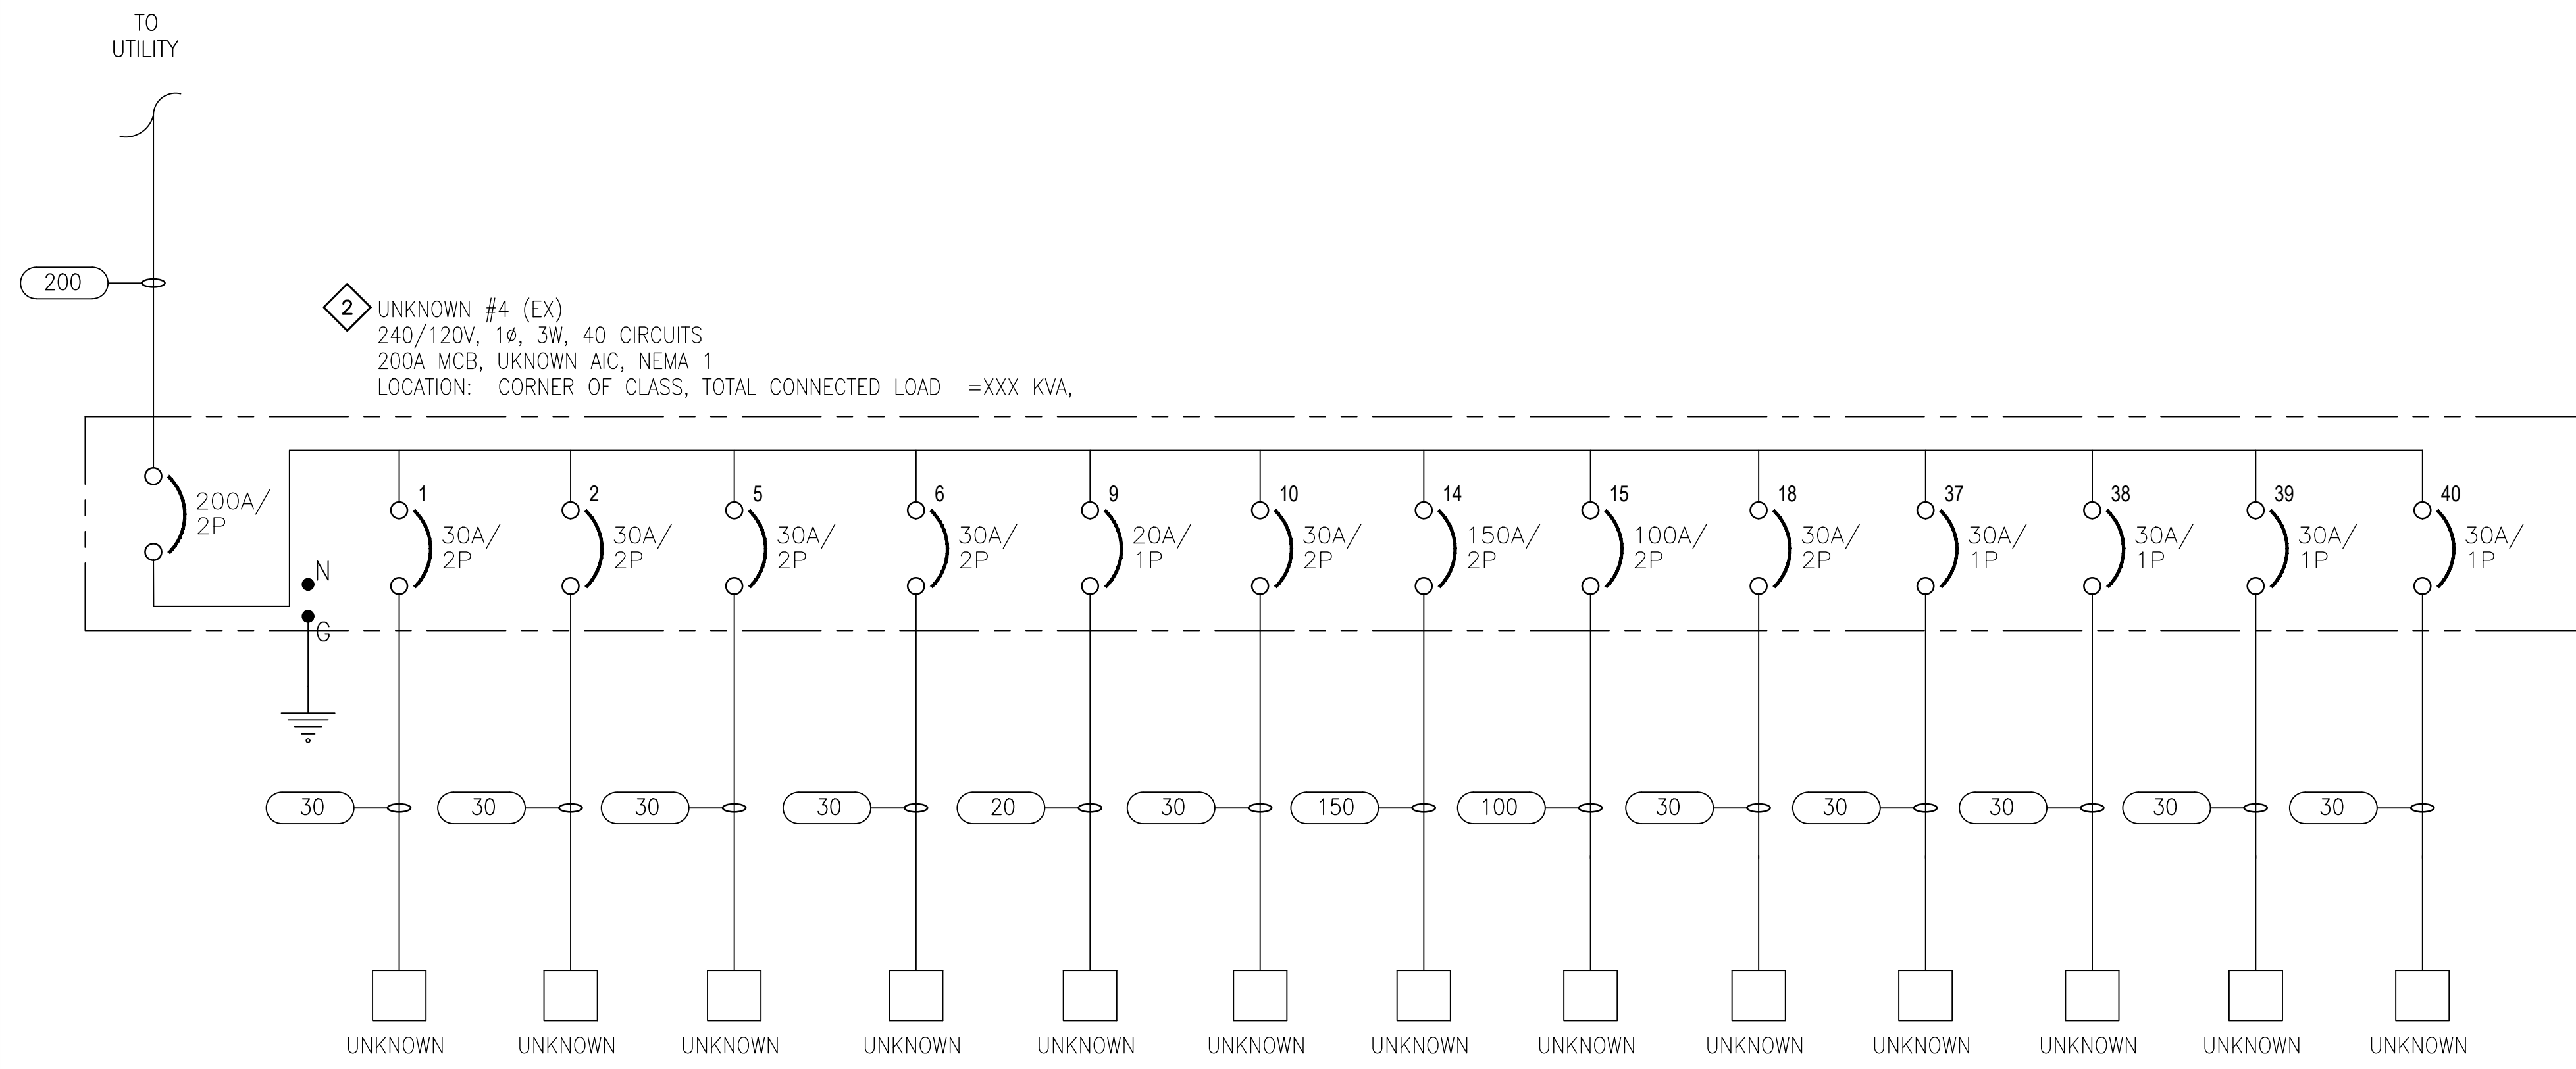 TO
UTILITY
200
2
UNKNOWN #4 (EX)
240/120V, 1ø, 3W, 40 CIRCUITS
200A MCB, UKNOWN AIC, NEMA 1
LOCATION: CORNER OF CLASS, TOTAL CONNECTED LOAD =XXX KVA,
200A/
2P
N
G
1
30A/
2P
2
30A/
2P
5
30A/
2P
6
30A/
2P
9
20A/
1P
10
30A/
2P
14
150A/
2P
15
100A/
2P
18
30A/
2P
37
30A/
1P
38
30A/
1P
39
30A/
1P
40
30A/
1P
30
30
30
30
20
30
150
100
30
30
30
30
30
UNKNOWN
UNKNOWN
UNKNOWN
UNKNOWN
UNKNOWN
UNKNOWN
UNKNOWN
UNKNOWN
UNKNOWN
UNKNOWN
UNKNOWN
UNKNOWN
UNKNOWN